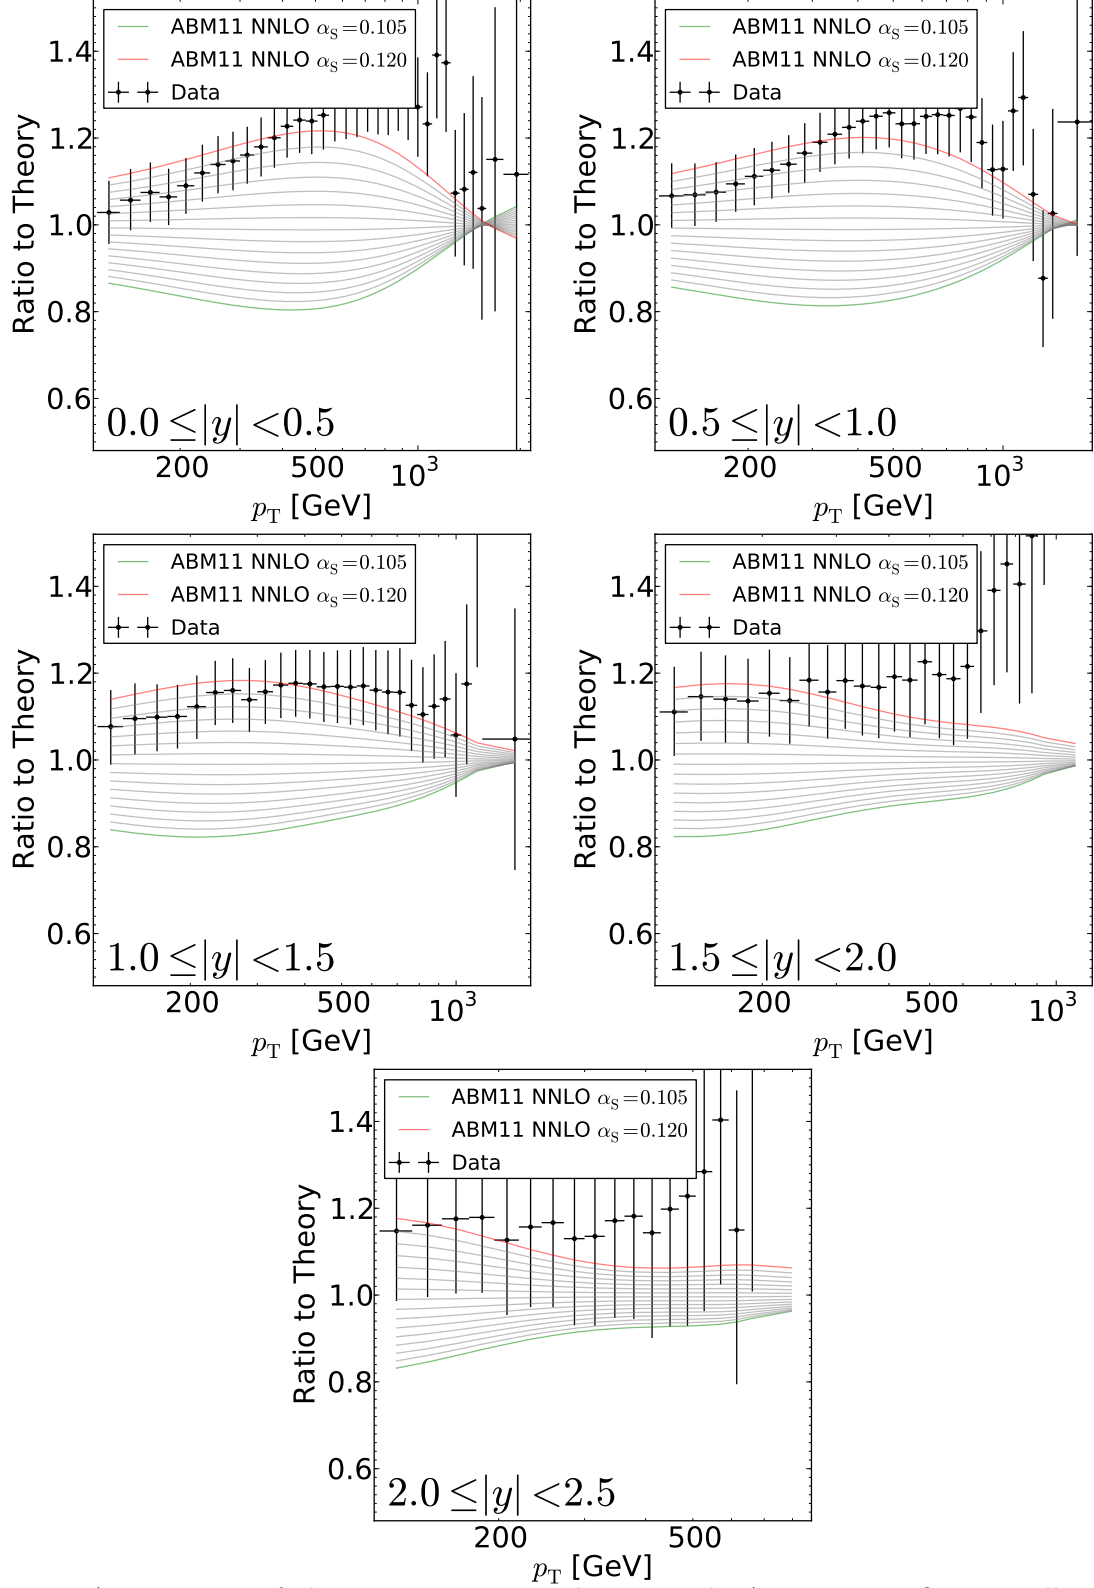 ABM11 NNLO αS=0.105
ABM11 NNLO αS=0.120
Data
1.4
1.2
1.0
0.8
0.6
Ratio to Theory
0.0 ≤|y| <0.5
200 500 10³
pT [GeV]
ABM11 NNLO αS=0.105
ABM11 NNLO αS=0.120
Data
1.4
1.2
1.0
0.8
0.6
Ratio to Theory
0.5 ≤|y| <1.0
200 500 10³
pT [GeV]
ABM11 NNLO αS=0.105
ABM11 NNLO αS=0.120
Data
1.4
1.2
1.0
0.8
0.6
Ratio to Theory
1.0 ≤|y| <1.5
200 500 10³
pT [GeV]
ABM11 NNLO αS=0.105
ABM11 NNLO αS=0.120
Data
1.4
1.2
1.0
0.8
0.6
Ratio to Theory
1.5 ≤|y| <2.0
200 500 10³
pT [GeV]
ABM11 NNLO αS=0.105
ABM11 NNLO αS=0.120
Data
1.4
1.2
1.0
0.8
0.6
Ratio to Theory
2.0 ≤|y| <2.5
200 500
pT [GeV]